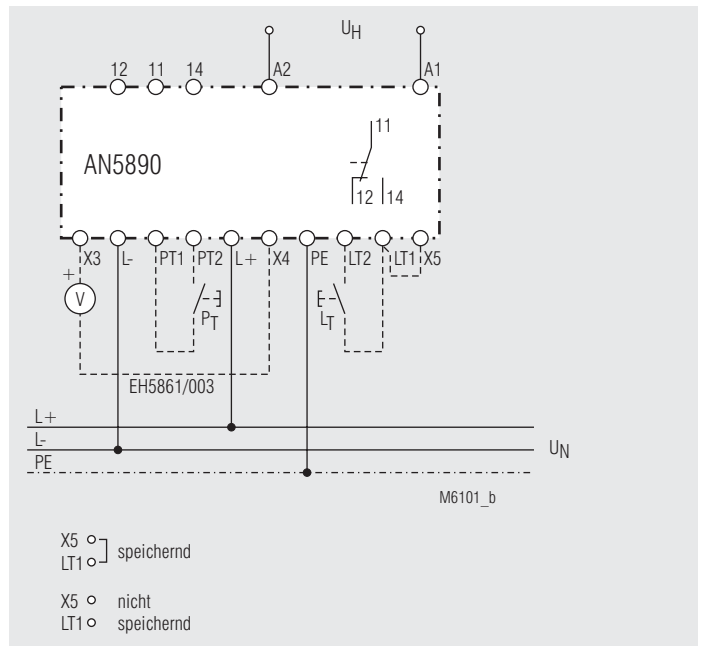 UH
12 11 14 A2 A1
11
AN5890
12 14
X3 L- PT1 PT2 L+ X4 PE LT2 LT1 X5
+
V
PT LT
EH5861/003
L+
L-
UN
PE
M6101_b
X5
speichernd
LT1
X5 nicht
LT1 speichernd